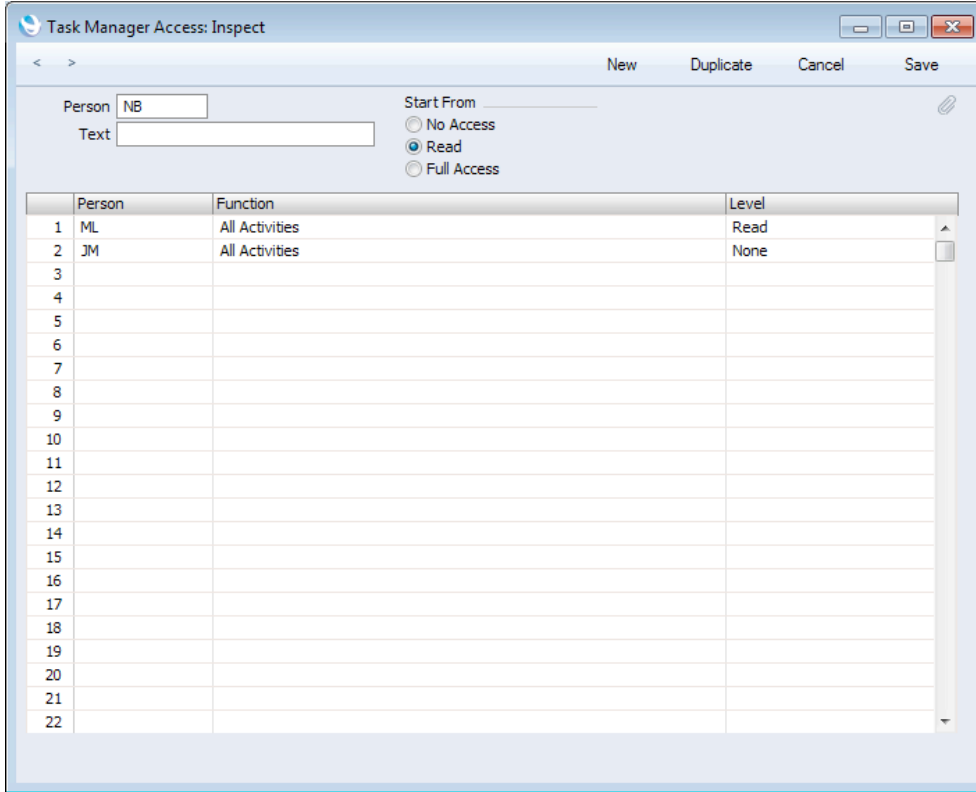 Task Manager Access: Inspect
< > New Duplicate Cancel Save
Person NB
Text
Start From
No Access
Read
Full Access
Person Function Level
1 ML All Activities Read
2 JM All Activities None
3
4
5
6
7
8
9
10
11
12
13
14
15
16
17
18
19
20
21
22